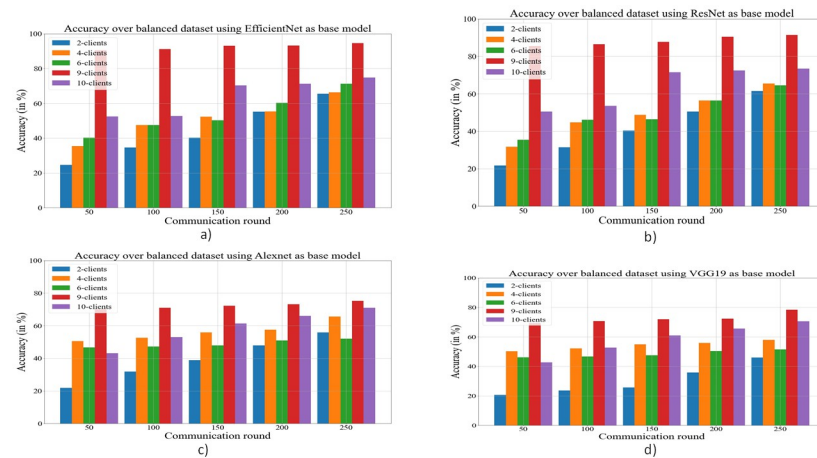 Accuracy over balanced dataset using EfficientNet as base model
100
80
60
40
20
0
Accuracy (in %)
2-clients
4-clients
6-clients
9-clients
10-clients
50 100 150 200 250
Communication round
a)
Accuracy over balanced dataset using ResNet as base model
100
80
60
40
20
0
Accuracy (in %)
2-clients
4-clients
6-clients
9-clients
10-clients
50 100 150 200 250
Communication round
b)
Accuracy over balanced dataset using Alexnet as base model
100
80
60
40
20
0
Accuracy (in %)
2-clients
4-clients
6-clients
9-clients
10-clients
50 100 150 200 250
Communication round
c)
Accuracy over balanced dataset using VGG19 as base model
100
80
60
40
20
0
Accuracy (in %)
2-clients
4-clients
6-clients
9-clients
10-clients
50 100 150 200 250
Communication round
d)